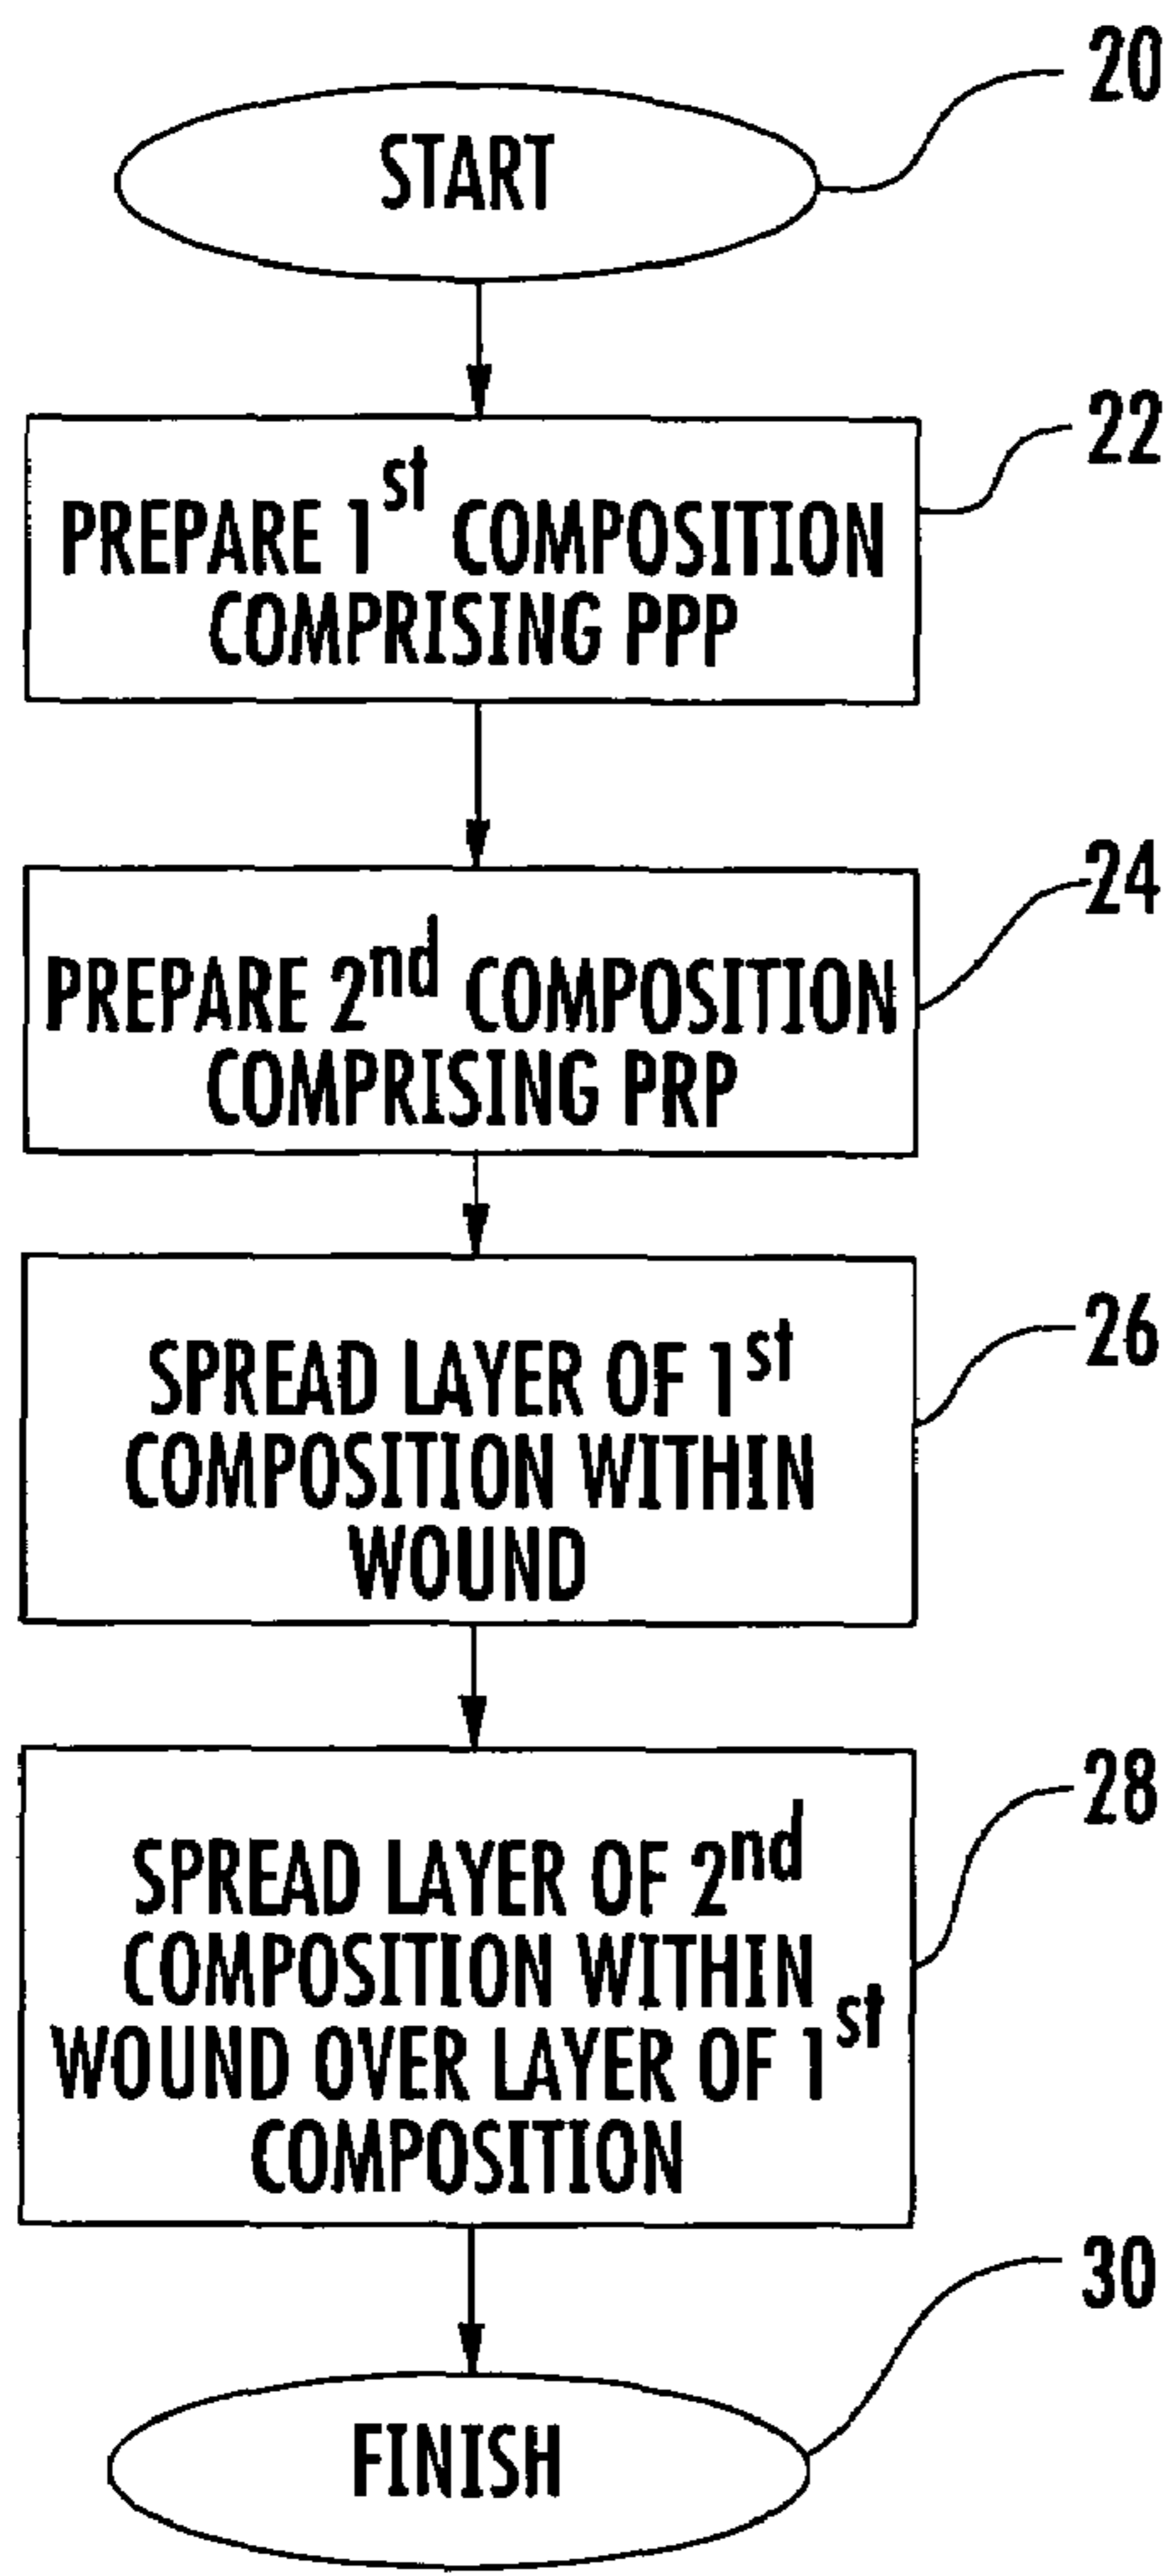 START
20
PREPARE 1st COMPOSITION
COMPRISING PPP
22
PREPARE 2nd COMPOSITION
COMPRISING PRP
24
SPREAD LAYER OF 1st
COMPOSITION WITHIN
WOUND
26
SPREAD LAYER OF 2nd
COMPOSITION WITHIN
WOUND OVER LAYER OF 1st
COMPOSITION
28
FINISH
30